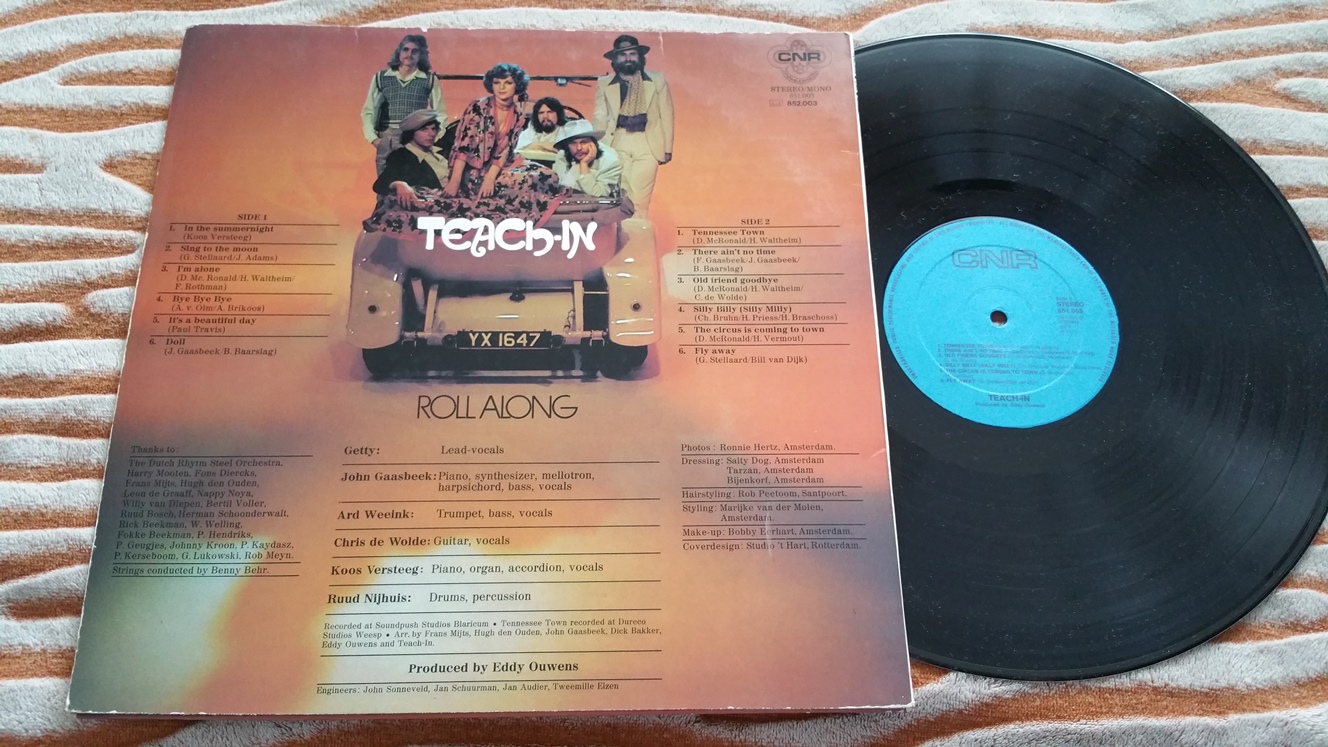 CNR
STEREO/MONO
651.005
852.003
TEACH-IN
YX 1647
ROLL ALONG
SIDE 1
1. In the summernight
(Koos Versteeg)
2. Sing to the moon
(G. Stellaard/J. Adams)
3. I'm alone
(D. Mc. Ronald/H. Waltheim/
F. Rothman)
4. Bye Bye Bye
(A. v. Olm/A. Brikoos)
5. It's a beautiful day
(Paul Travis)
6. Doll
(J. Gaasbeek/B. Baarslag)
SIDE 2
1. Tennessee Town
(D. McRonald/H. Waltheim)
2. There ain't no time
(F. Gaasbeek/J. Gaasbeek/
B. Baarslag)
3. Old friend goodbye
(D. McRonald/H. Waltheim/
C. de Wolde)
4. Silly Billy (Silly Milly)
(Ch. Bruhn/H. Priess/H. Braschoss)
5. The circus is coming to town
(D. McRonald/H. Vermout)
6. Fly away
(G. Stellaard/Bill van Dijk)
Thanks to:
The Dutch Rhytm Steel Orchestra,
Harry Mooten, Fons Diercks,
Frans Mijts, Hugh den Ouden,
Leon de Graaff, Nappy Noya,
Willy van Diepen, Bertil Voller,
Ruud Bosch, Herman Schoonderwalt,
Rick Beekman, W. Welling,
Fokke Beekman, P. Hendriks,
P. Geugjes, Johnny Kroon, P. Kaydasz,
P. Kerseboom, G. Lukowski, Rob Meyn.
Strings conducted by Benny Behr.
Getty: Lead-vocals
John Gaasbeek: Piano, synthesizer, mellotron,
harpsichord, bass, vocals
Ard Weeink: Trumpet, bass, vocals
Chris de Wolde: Guitar, vocals
Koos Versteeg: Piano, organ, accordion, vocals
Ruud Nijhuis: Drums, percussion
Recorded at Soundpush Studios Blaricum • Tennessee Town recorded at Dureco
Studios Weesp • Arr. by Frans Mijts, Hugh den Ouden, John Gaasbeek, Dick Bakker,
Eddy Ouwens and Teach-In.
Produced by Eddy Ouwens
Engineers: John Sonneveld, Jan Schuurman, Jan Audier, Tweemille Elzen
Photos: Ronnie Hertz, Amsterdam.
Dressing: Salty Dog, Amsterdam
Tarzan, Amsterdam
Bijenkorf, Amsterdam
Hairstyling: Rob Peetoom, Santpoort.
Styling: Marijke van der Molen,
Amsterdam.
Make-up: Bobby Eerhart, Amsterdam.
Coverdesign: Studio 't Hart, Rotterdam.
CNR
STEREO
651.005
TEACH-IN
Produced by Eddy Ouwens